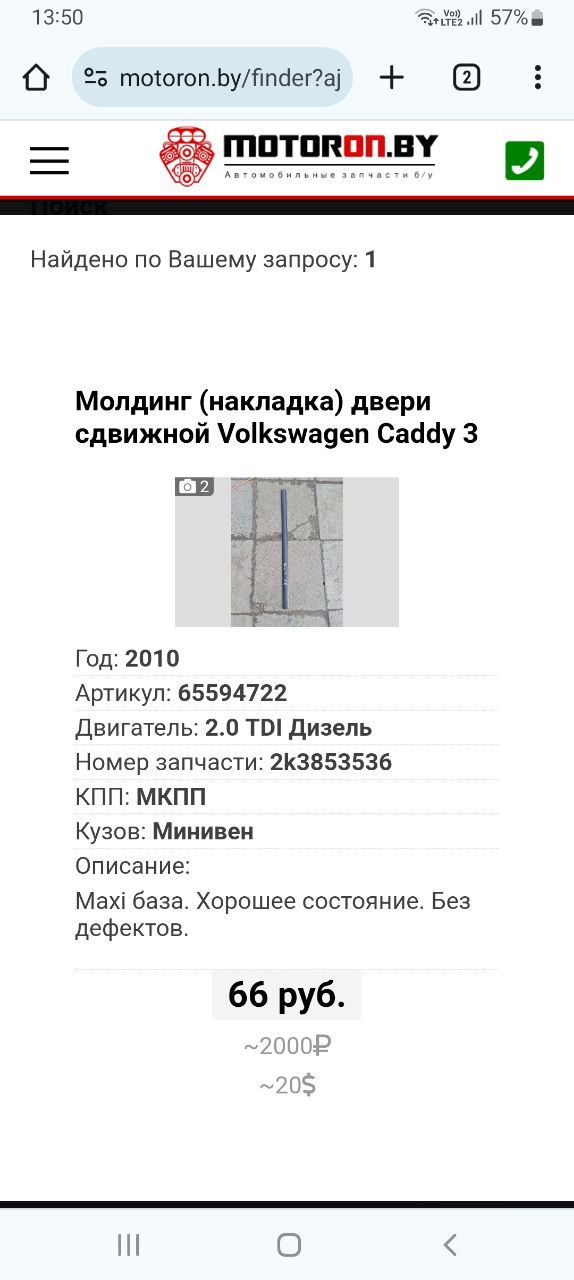 13:50
Vo)) LTE2 57%
motoron.by/finder?aj
2
MOTORON.BY
Автомобильные запчасти б/у
Поиск
Найдено по Вашему запросу: 1
Молдинг (накладка) двери
сдвижной Volkswagen Caddy 3
2
Год: 2010
Артикул: 65594722
Двигатель: 2.0 TDI Дизель
Номер запчасти: 2k3853536
КПП: МКПП
Кузов: Минивен
Описание:
Maxi база. Хорошее состояние. Без
дефектов.
66 руб.
~2000₽
~20$